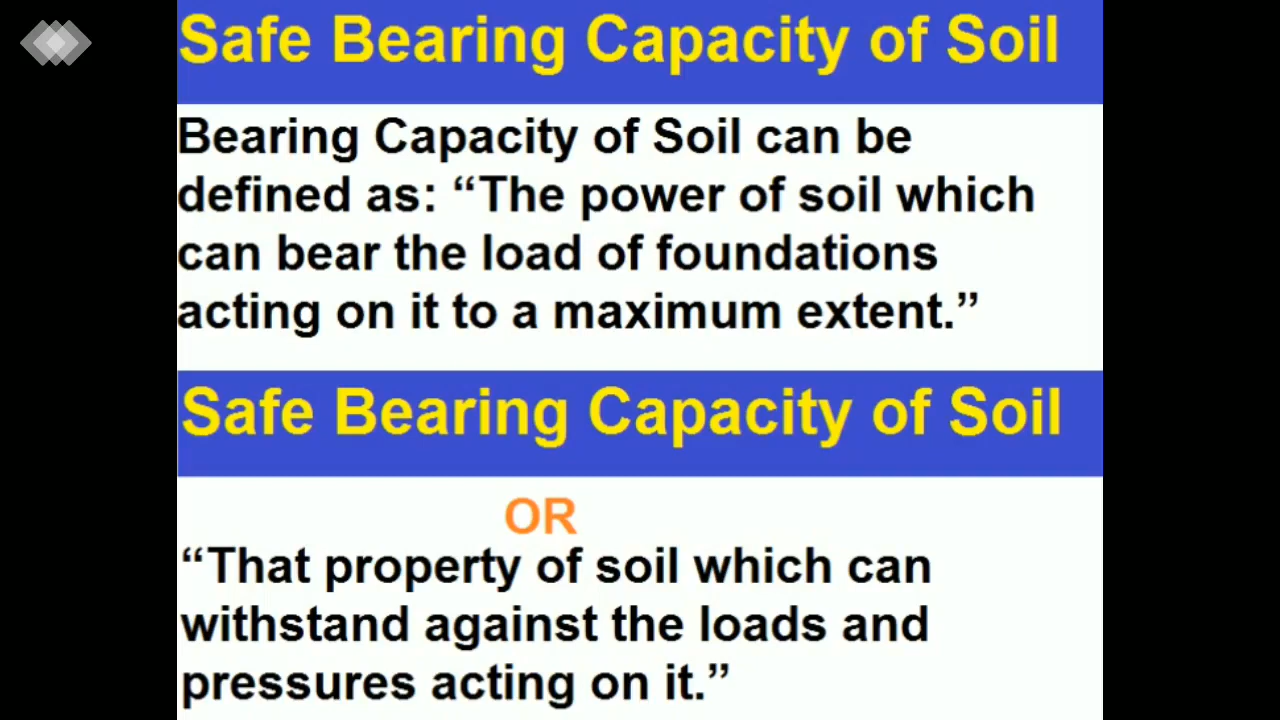 Safe Bearing Capacity of Soil
Bearing Capacity of Soil can be
defined as: “The power of soil which
can bear the load of foundations
acting on it to a maximum extent.”
Safe Bearing Capacity of Soil
OR
“That property of soil which can
withstand against the loads and
pressures acting on it.”